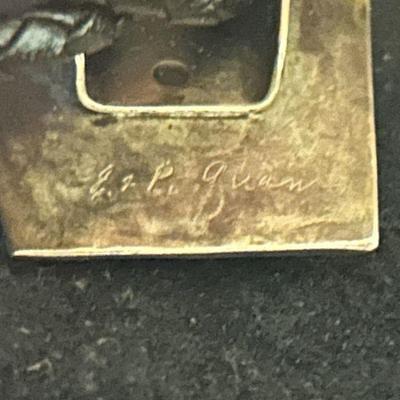 E. & P. Quan